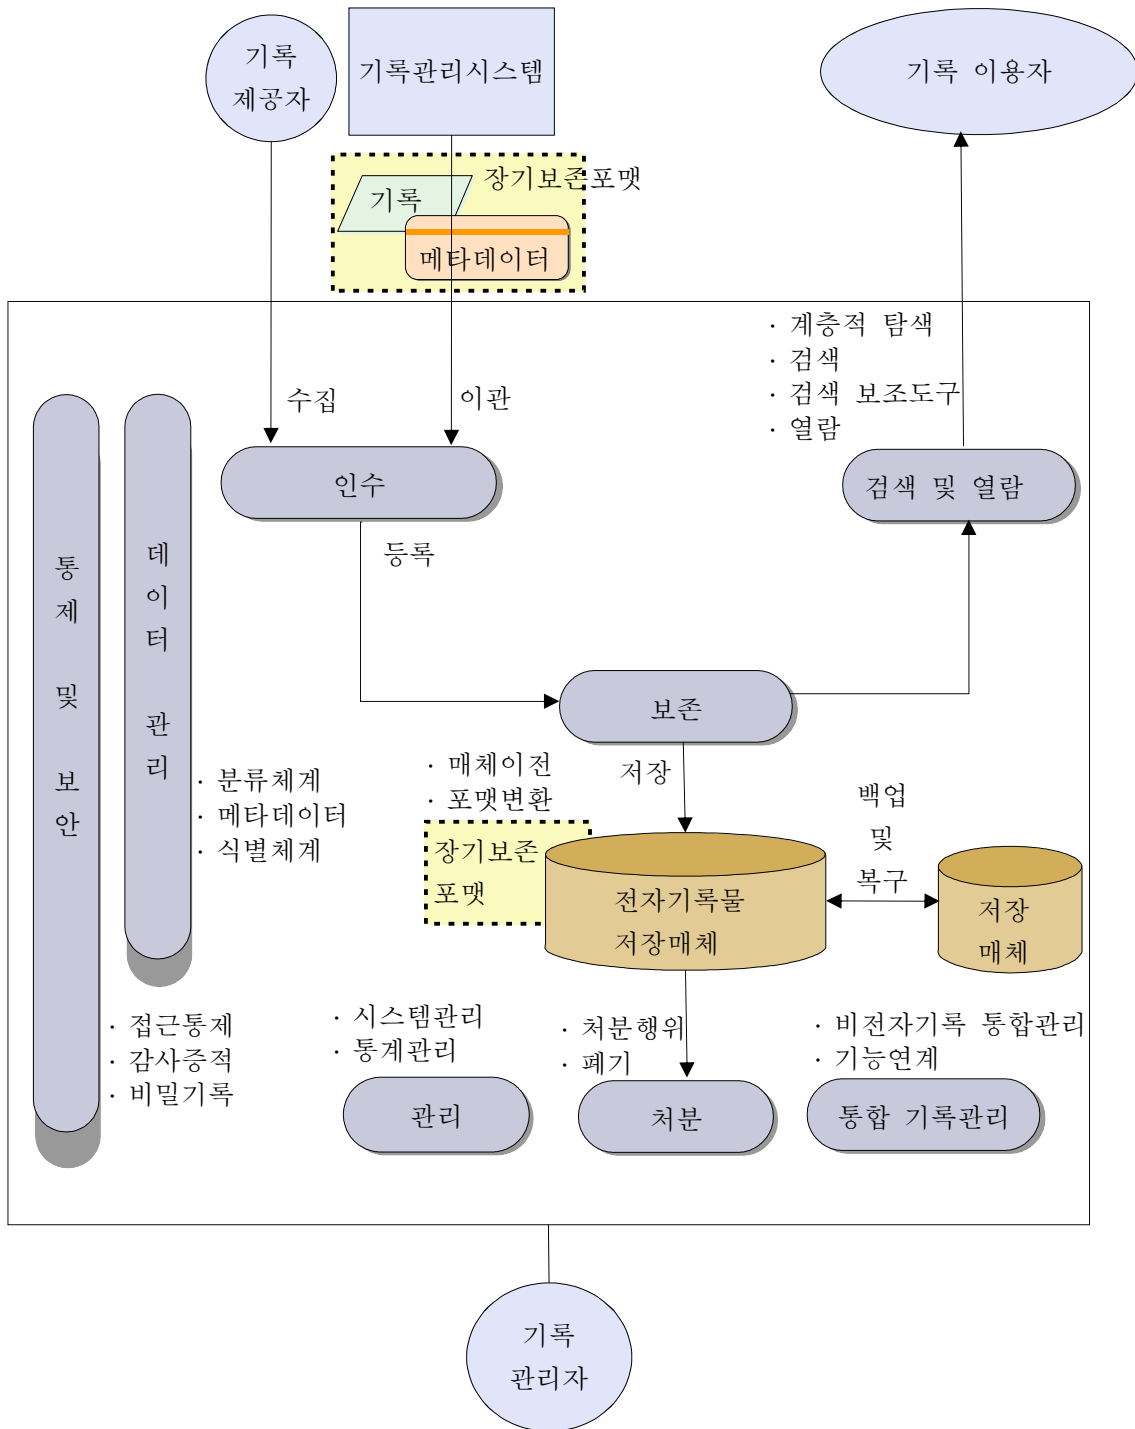 기록
제공자
기록관리시스템
기록 이용자
장기보존포맷
기록
메타데이터
· 계층적 탐색
· 검색
· 검색 보조도구
· 열람
수집
이관
인수
검색 및 열람
등록
통제 및 보안
데이터 관리
보존
· 분류체계
· 메타데이터
· 식별체계
· 매체이전
· 포맷변환
저장
백업
및
복구
장기보존
포맷
전자기록물
저장매체
저장
매체
· 접근통제
· 감사증적
· 비밀기록
· 시스템관리
· 통계관리
· 처분행위
· 폐기
· 비전자기록 통합관리
· 기능연계
관리
처분
통합 기록관리
기록
관리자